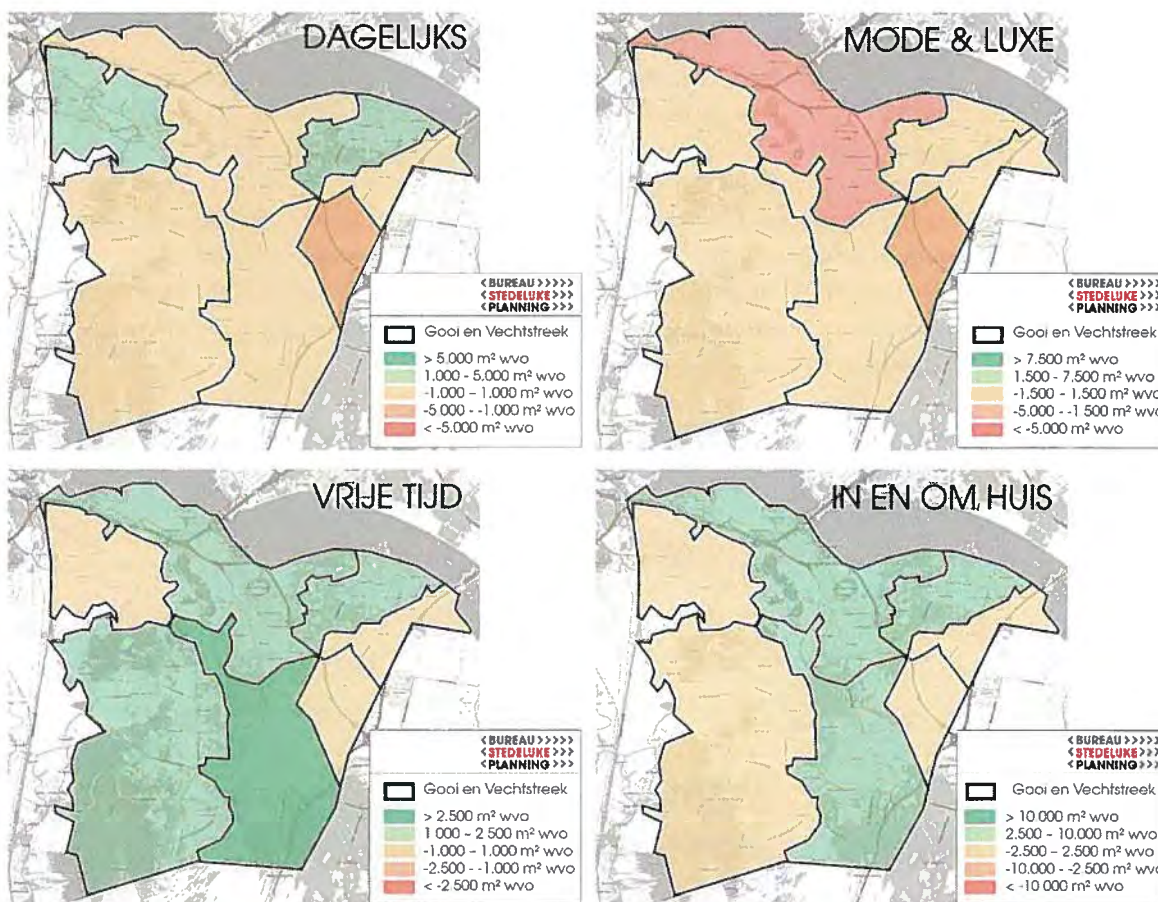 DAGELIJKS
<BUREAU>>>>>
<STEDELIJKE>>>
<PLANNING>>>>
Gooi en Vechtstreek
> 5.000 m² wvo
1.000 - 5.000 m² wvo
-1.000 - 1.000 m² wvo
-5 000 - -1.000 m² wvo
< -5.000 m² wvo
MODE & LUXE
<BUREAU>>>>>
<STEDELIJKE>>>
<PLANNING>>>>
Gooi en Vechtstreek
> 7.500 m² wvo
1.500 - 7.500 m² wvo
-1.500 - 1.500 m² wvo
-5.000 - -1 500 m² wvo
< -5.000 m² wvo
VRIJE TIJD
<BUREAU>>>>>
<STEDELIJKE>>>
<PLANNING>>>>
Gooi en Vechtstreek
> 2.500 m² wvo
1 000 - 2 500 m² wvo
-1.000 - 1.000 m² wvo
-2.500 - -1 000 m² wvo
< -2 500 m² wvo
IN EN OM HUIS
<BUREAU>>>>>
<STEDELIJKE>>>
<PLANNING>>>>
Gooi en Vechtstreek
> 10 000 m² wvo
2.500 - 10.000 m² wvo
-2.500 - 2.500 m² wvo
-10.000 - -2 500 m² wvo
< -10 000 m² wvo